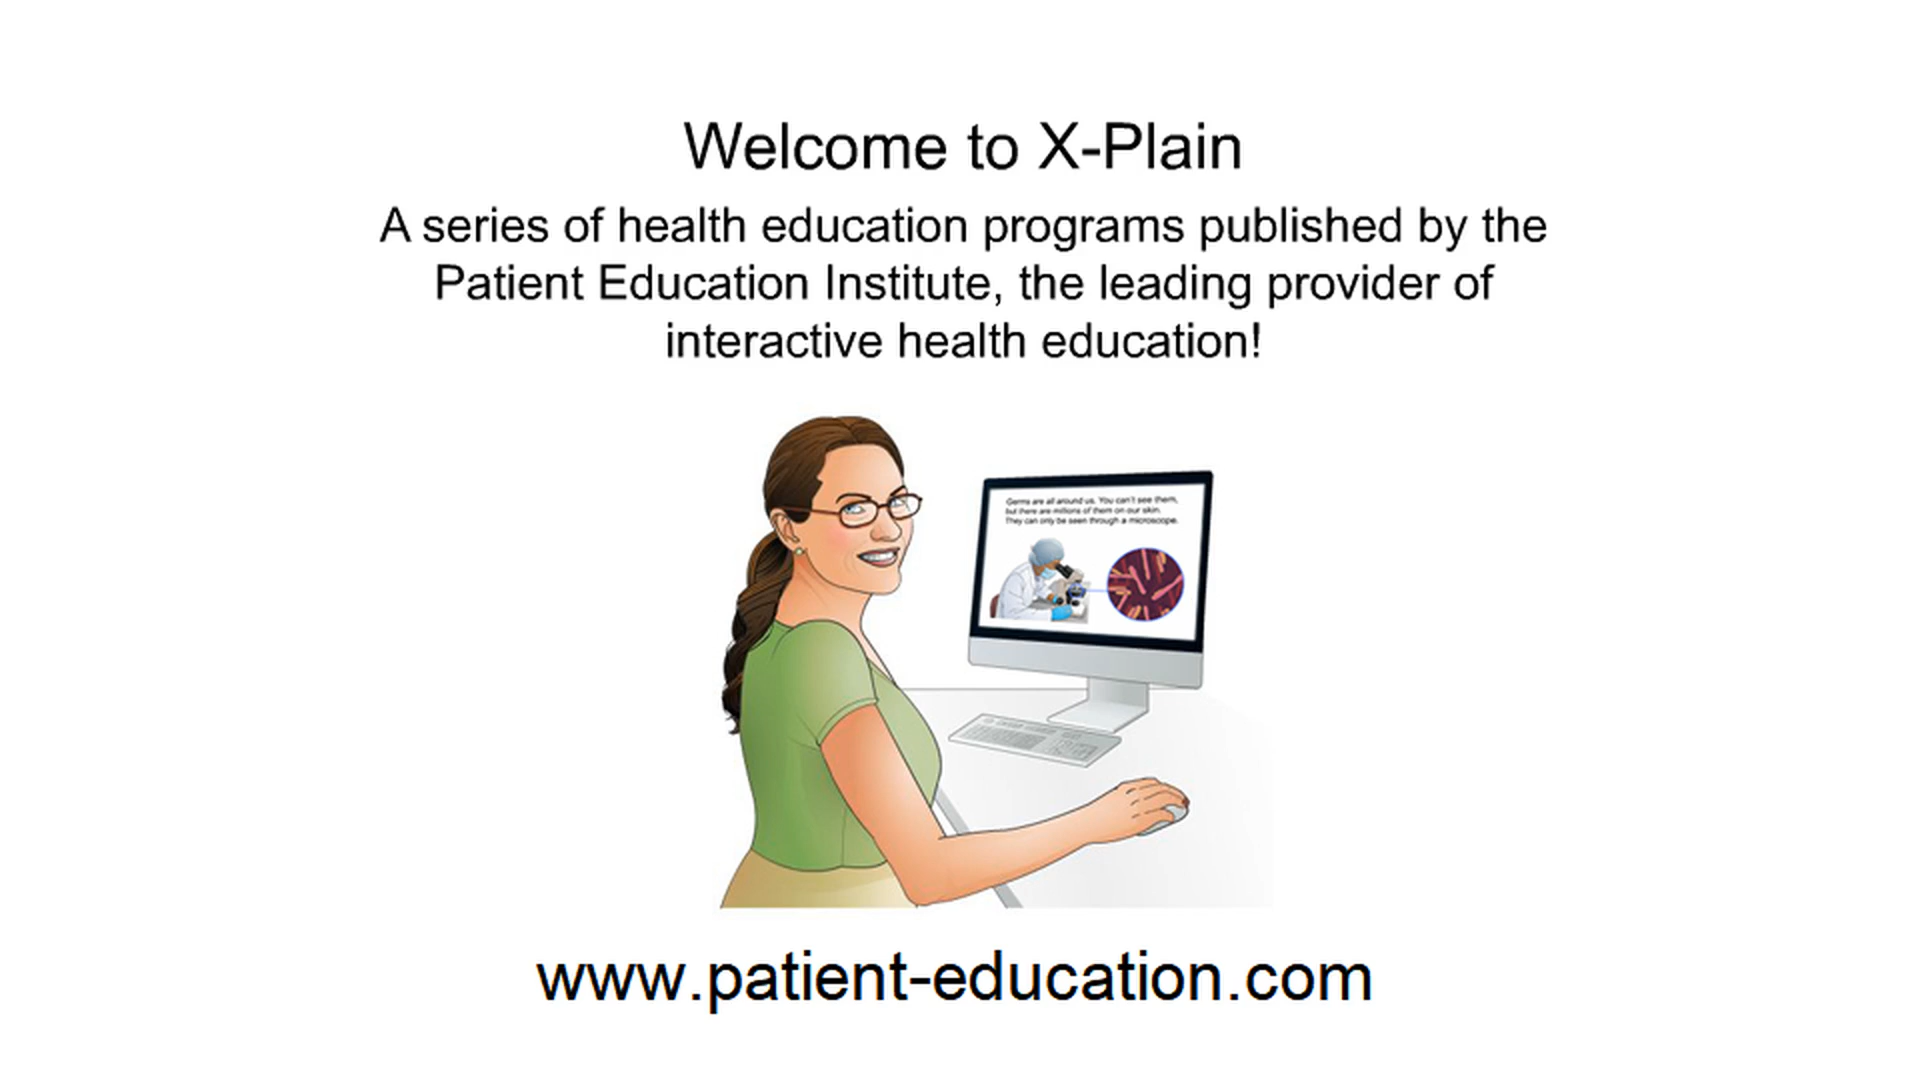 Welcome to X-Plain
A series of health education programs published by the
Patient Education Institute, the leading provider of
interactive health education!
Germs are all around us. You can't see them,
but there are millions of them on our skin.
They can only be seen through a microscope.
www.patient-education.com